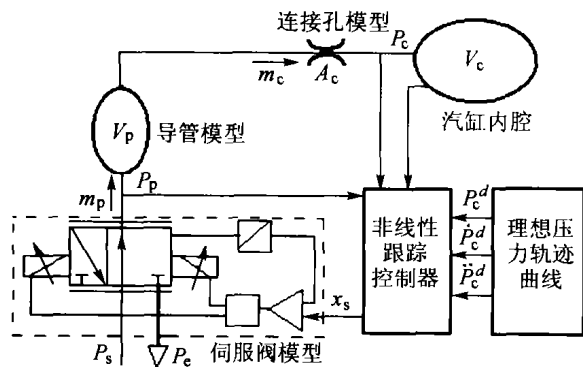 连接孔模型
P_c
m_c
A_c
V_c
汽缸内腔
V_p
导管模型
m_p
P_p
非线性
跟踪
控制器
P_c^d
Ṗ_c^d
P̈_c^d
理想压
力轨迹
曲线
x_s
P_s
P_e
伺服阀模型